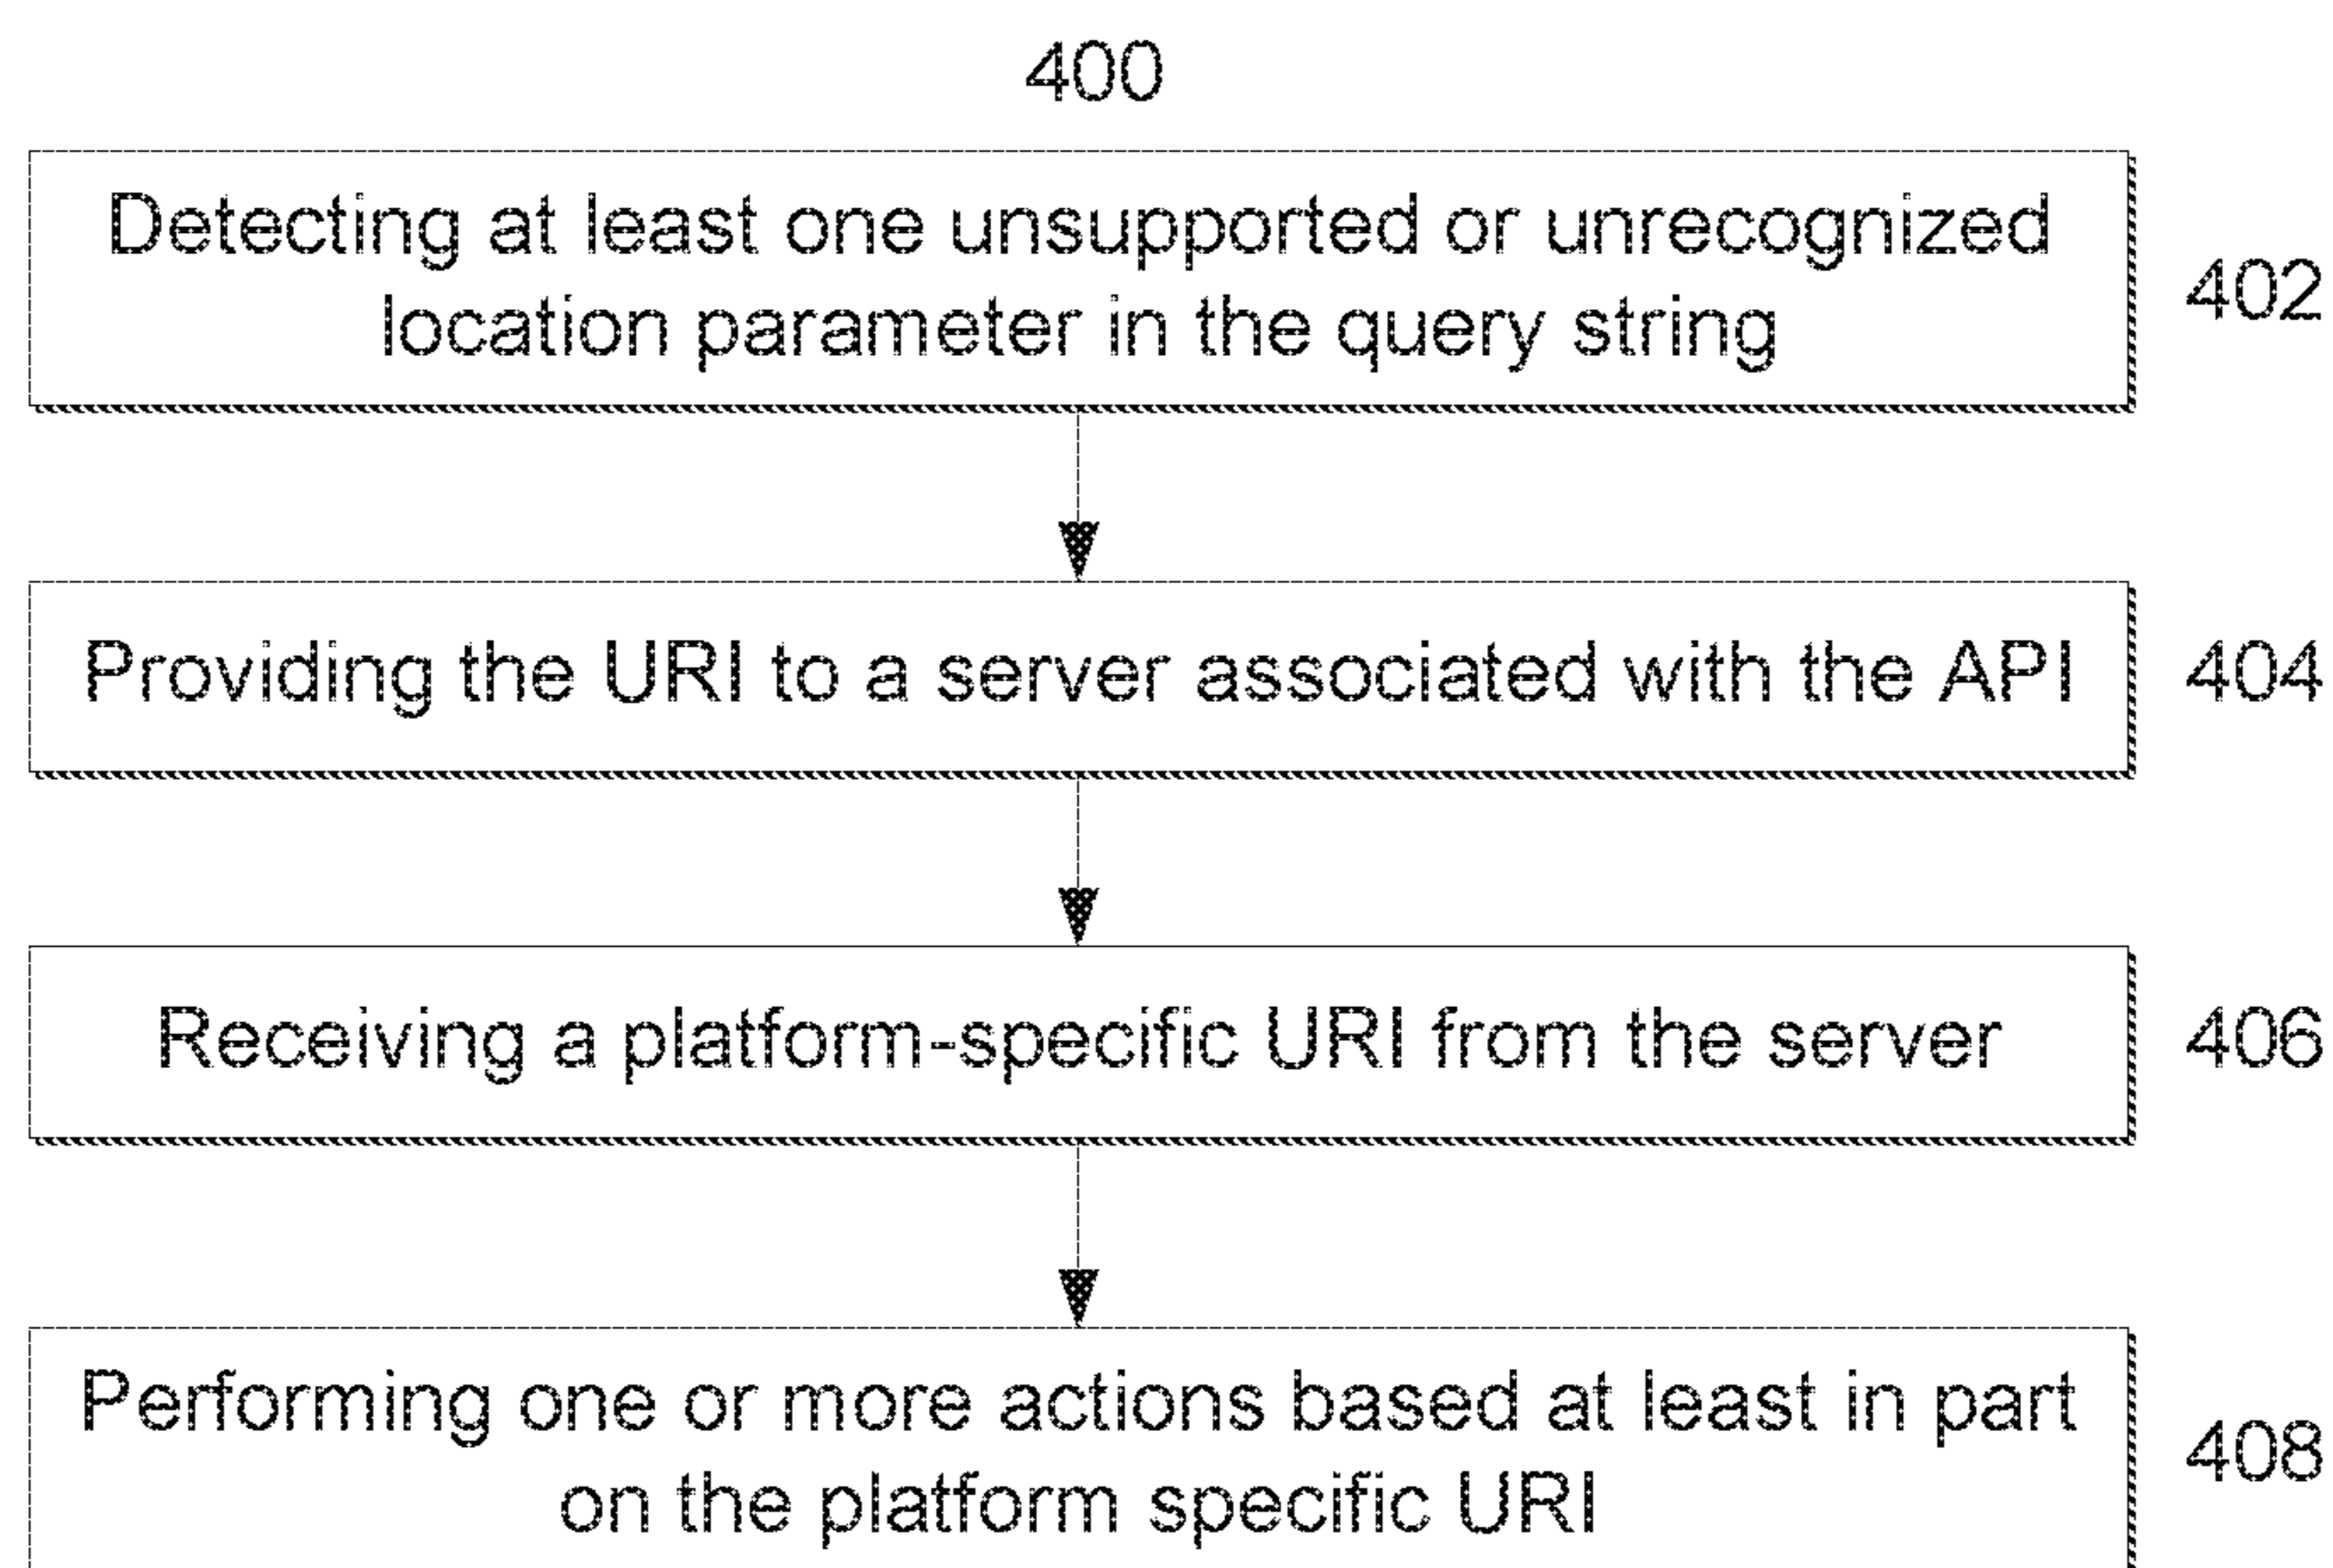 400
Detecting at least one unsupported or unrecognized
location parameter in the query string
402
Providing the URI to a server associated with the API
404
Receiving a platform-specific URI from the server
406
Performing one or more actions based at least in part
on the platform specific URI
408